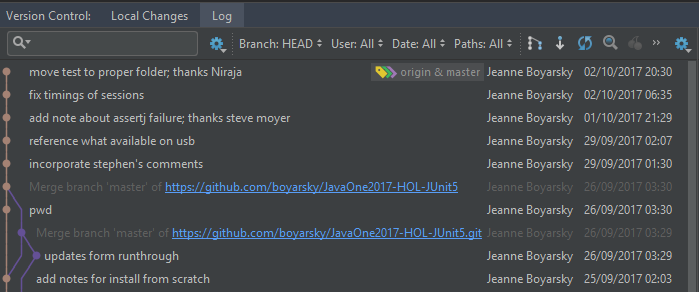 Version Control: Local Changes Log
Branch: HEAD User: All Date: All Paths: All
move test to proper folder; thanks Niraja origin & master Jeanne Boyarsky 02/10/2017 20:30
fix timings of sessions Jeanne Boyarsky 02/10/2017 06:35
add note about assertj failure; thanks steve moyer Jeanne Boyarsky 01/10/2017 21:29
reference what available on usb Jeanne Boyarsky 29/09/2017 02:07
incorporate stephen's comments Jeanne Boyarsky 29/09/2017 01:30
Merge branch 'master' of https://github.com/boyarsky/JavaOne2017-HOL-JUnit5 Jeanne Boyarsky 26/09/2017 03:30
pwd Jeanne Boyarsky 26/09/2017 03:30
Merge branch 'master' of https://github.com/boyarsky/JavaOne2017-HOL-JUnit5.git Jeanne Boyarsky 26/09/2017 03:29
updates form runthrough Jeanne Boyarsky 26/09/2017 03:29
add notes for install from scratch Jeanne Boyarsky 25/09/2017 02:03